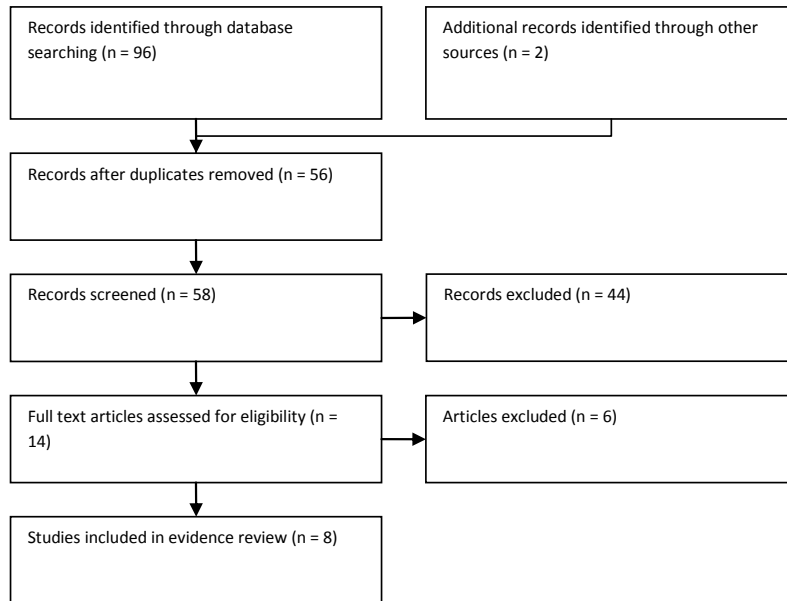 Records identified through database
searching (n = 96)
Additional records identified through other
sources (n = 2)
Records after duplicates removed (n = 56)
Records screened (n = 58)
Records excluded (n = 44)
Full text articles assessed for eligibility (n =
14)
Articles excluded (n = 6)
Studies included in evidence review (n = 8)